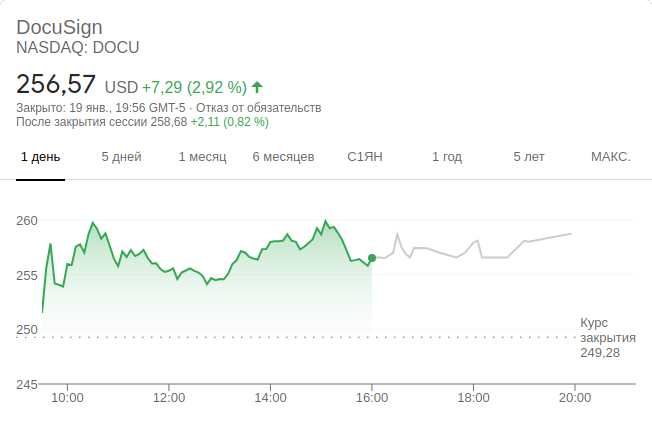 DocuSign
NASDAQ: DOCU
256,57 USD +7,29 (2,92 %)
Закрыто: 19 янв., 19:56 GMT-5 · Отказ от обязательств
После закрытия сессии 258,68 +2,11 (0,82 %)
1 день 5 дней 1 месяц 6 месяцев С1ЯН 1 год 5 лет МАКС.
260
255
250
Курс
закрытия
249,28
245
10:00 12:00 14:00 16:00 18:00 20:00